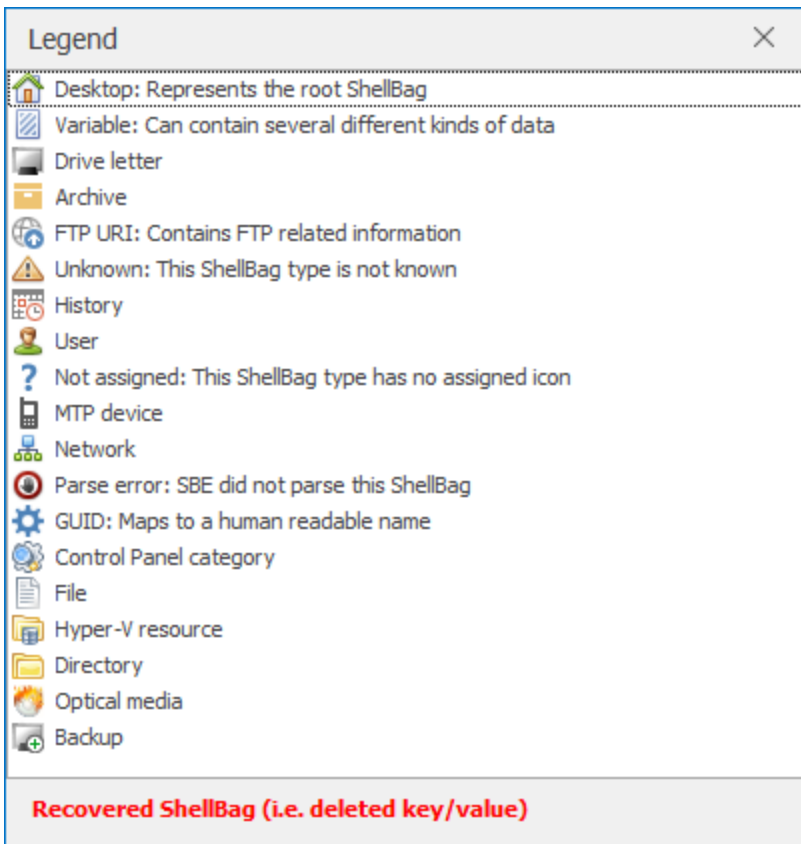 Legend
Desktop: Represents the root ShellBag
Variable: Can contain several different kinds of data
Drive letter
Archive
FTP URI: Contains FTP related information
Unknown: This ShellBag type is not known
History
User
Not assigned: This ShellBag type has no assigned icon
MTP device
Network
Parse error: SBE did not parse this ShellBag
GUID: Maps to a human readable name
Control Panel category
File
Hyper-V resource
Directory
Optical media
Backup
Recovered ShellBag (i.e. deleted key/value)